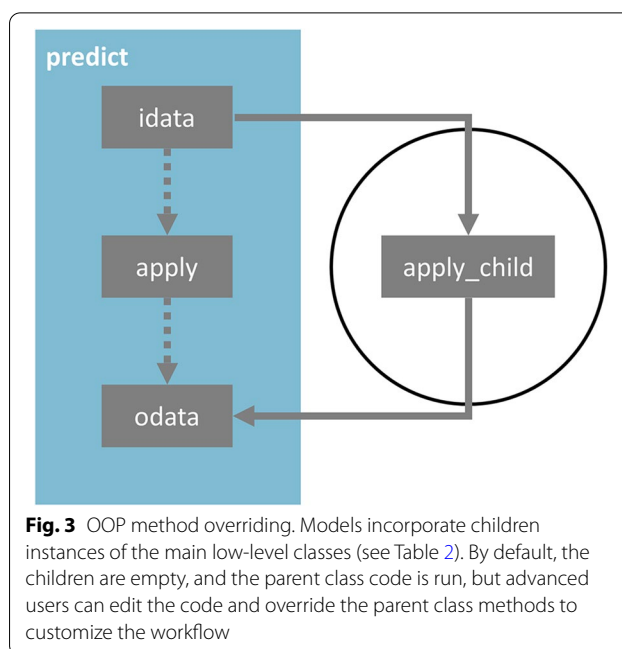 predict
idata
apply
apply_child
odata
Fig. 3 OOP method overriding. Models incorporate children
instances of the main low-level classes (see Table 2). By default, the
children are empty, and the parent class code is run, but advanced
users can edit the code and override the parent class methods to
customize the workflow